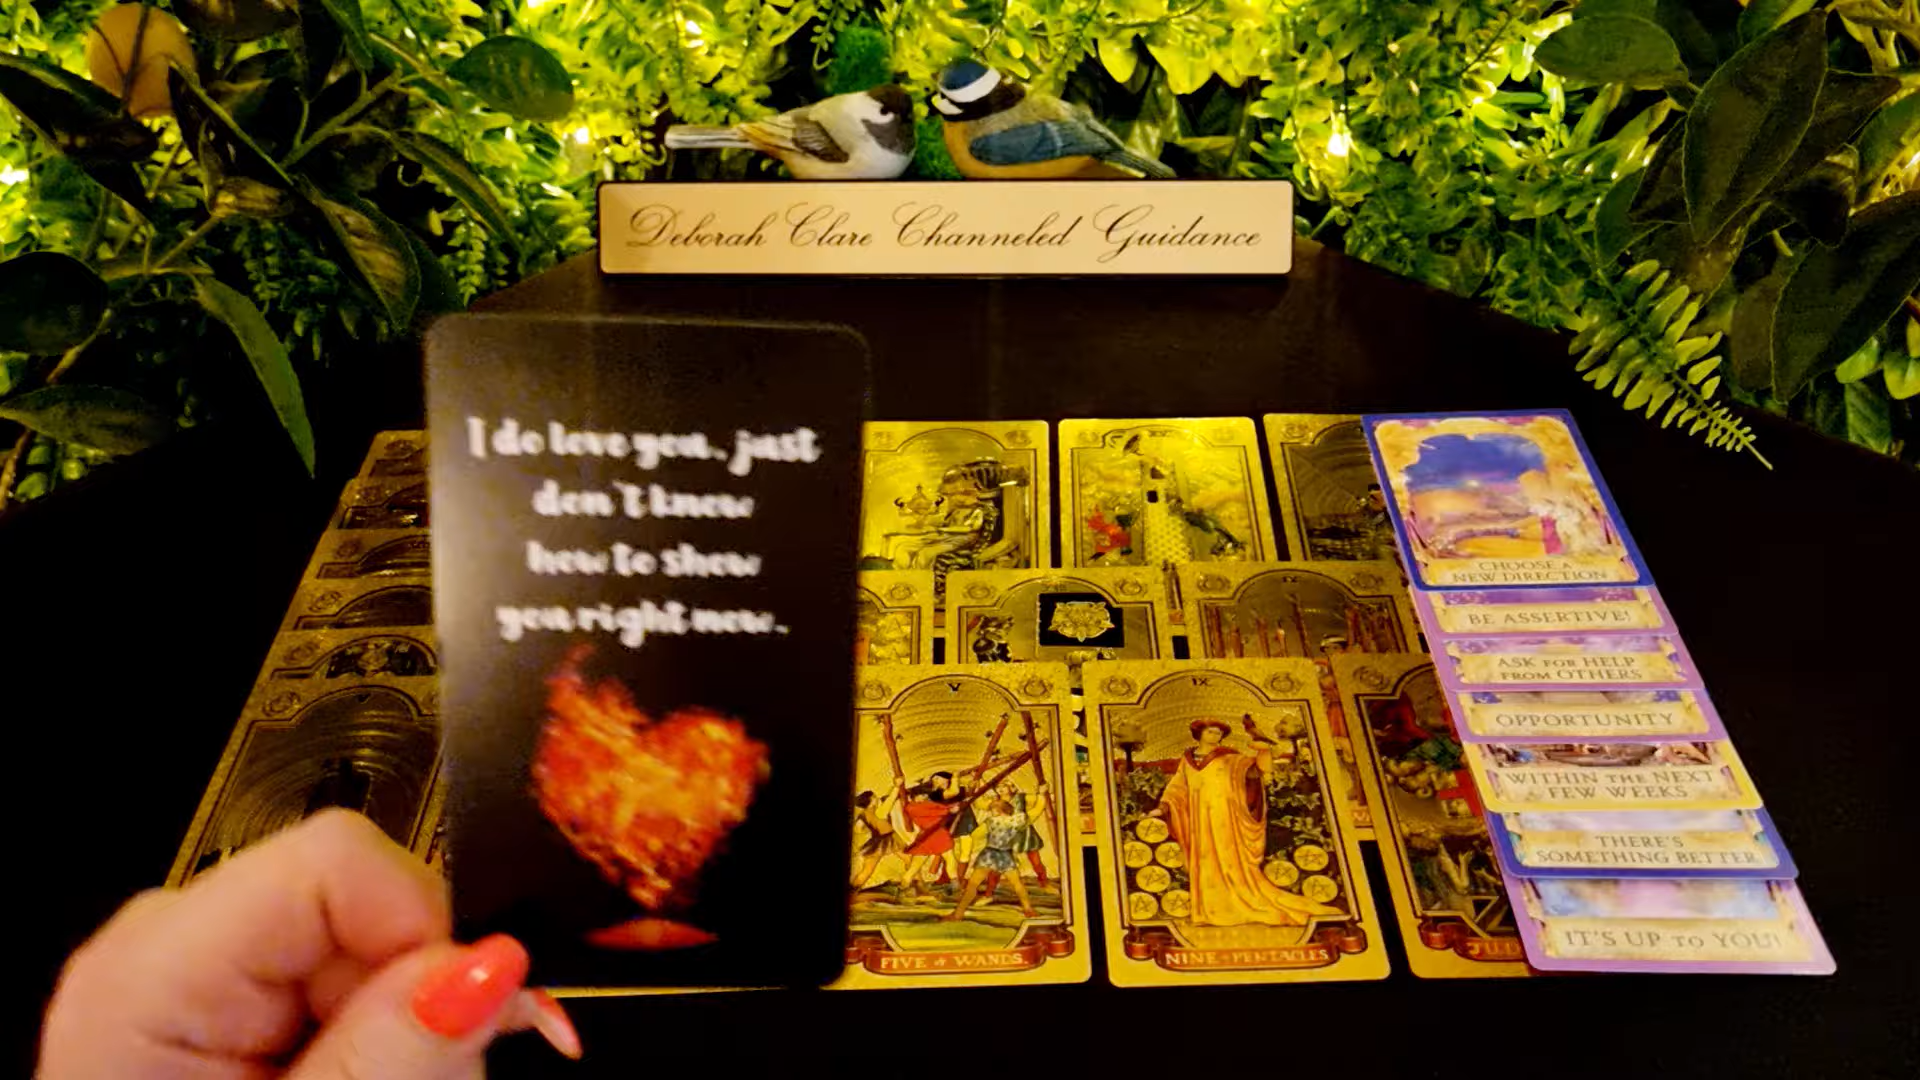 Deborah Clare Channeled Guidance
I do love you, just
don't know
how to show
you right now.
CHOOSE A
NEW DIRECTION
BE ASSERTIVE!
ASK FOR HELP
FROM OTHERS
OPPORTUNITY
WITHIN THE NEXT
FEW WEEKS
THERE'S
SOMETHING BETTER
IT'S UP TO YOU!
IX
V
IX
FIVE of WANDS.
NINE of PENTACLES